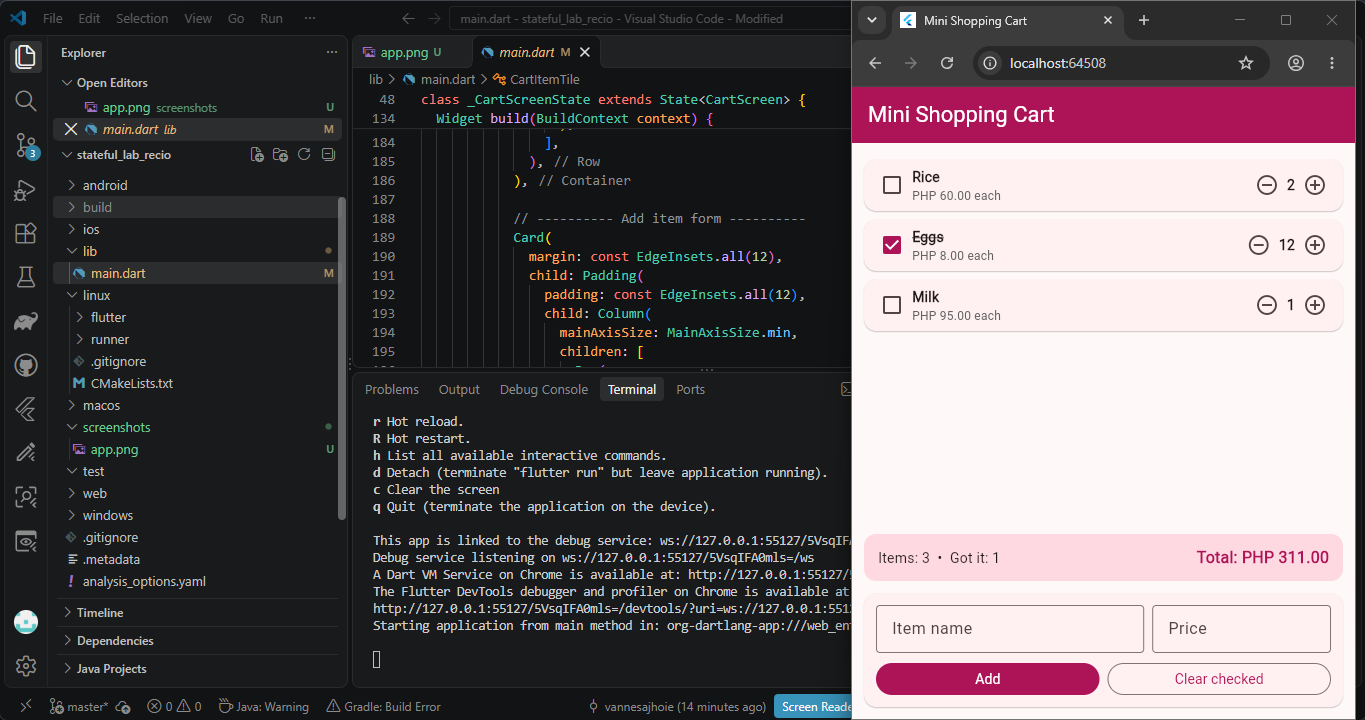 File Edit Selection View Go Run ···
main.dart - stateful_lab_recio - Visual Studio Code - Modified
Explorer
Open Editors
app.png screenshots U
main.dart lib M
stateful_lab_recio
android
build
ios
lib
main.dart M
linux
flutter
runner
.gitignore
CMakeLists.txt
macos
screenshots
app.png U
test
web
windows
.gitignore
.metadata
analysis_options.yaml
Timeline
Dependencies
Java Projects
3
app.png U
main.dart M
lib > main.dart > CartItemTile
48 class _CartScreenState extends State<CartScreen> {
134 Widget build(BuildContext context) {
184 ],
185 ), // Row
186 ), // Container
187
188 // ---------- Add item form ----------
189 Card(
190 margin: const EdgeInsets.all(12),
191 child: Padding(
192 padding: const EdgeInsets.all(12),
193 child: Column(
194 mainAxisSize: MainAxisSize.min,
195 children: [
Problems Output Debug Console Terminal Ports
r Hot reload.
R Hot restart.
h List all available interactive commands.
d Detach (terminate "flutter run" but leave application running).
c Clear the screen
q Quit (terminate the application on the device).
This app is linked to the debug service: ws://127.0.0.1:55127/5VsqIFA
Debug service listening on ws://127.0.0.1:55127/5VsqIFA0mls=/ws
A Dart VM Service on Chrome is available at: http://127.0.0.1:55127/5
The Flutter DevTools debugger and profiler on Chrome is available at
http://127.0.0.1:55127/5VsqIFA0mls=/devtools/?uri=ws://127.0.0.1:551
Starting application from main method in: org-dartlang-app:///web_en
master*
0 0
Java: Warning
Gradle: Build Error
vannesajhoie (14 minutes ago)
Screen Reade
Mini Shopping Cart
localhost:64508
Mini Shopping Cart
Rice
PHP 60.00 each
2
Eggs
PHP 8.00 each
12
Milk
PHP 95.00 each
1
Items: 3 • Got it: 1
Total: PHP 311.00
Item name
Price
Add
Clear checked